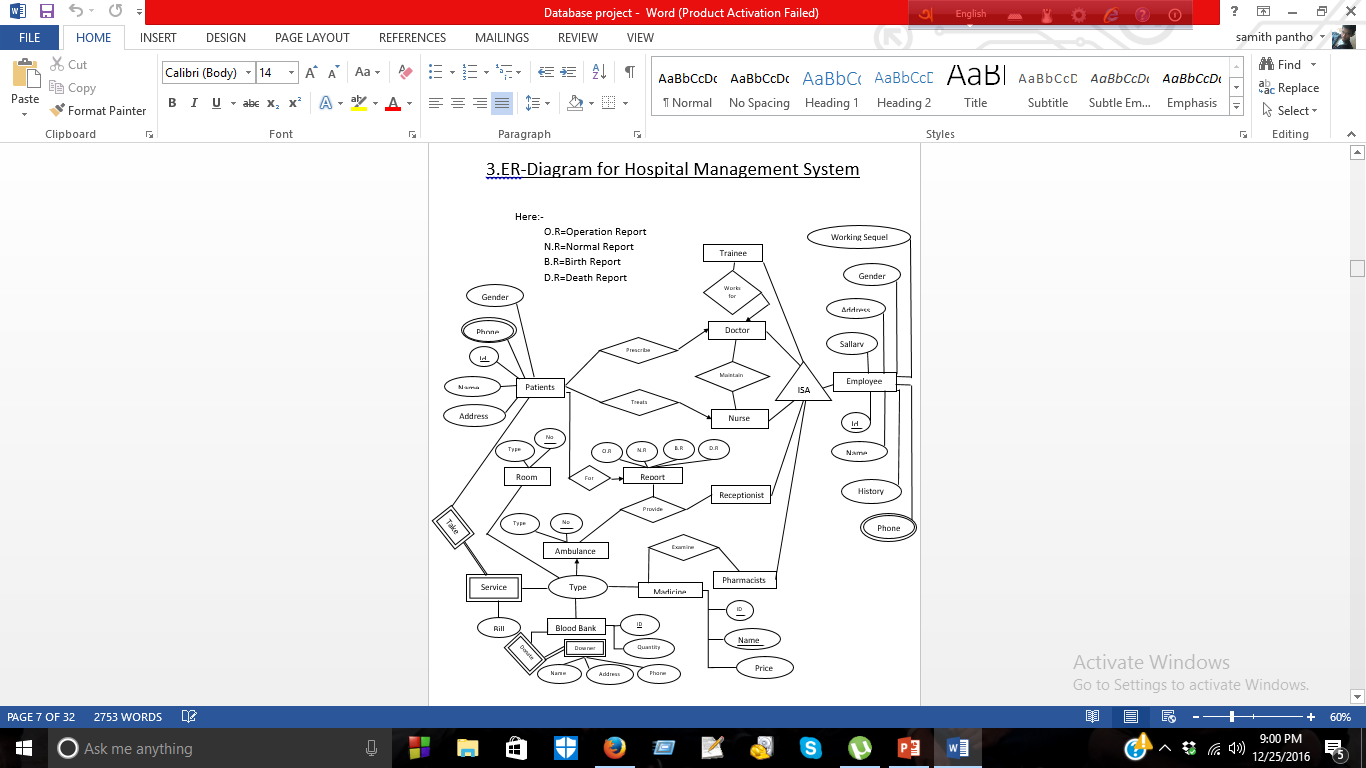 Database project - Word (Product Activation Failed)
English
FILE
HOME
INSERT
DESIGN
PAGE LAYOUT
REFERENCES
MAILINGS
REVIEW
VIEW
samith pantho
Paste
Cut
Copy
Format Painter
Clipboard
Calibri (Body)
14
Font
Paragraph
AaBbCcDc
¶ Normal
AaBbCcDc
No Spacing
AaBbCc
Heading 1
AaBbCcD
Heading 2
AaBl
Title
AaBbCcD
Subtitle
AaBbCcDc
Subtle Em...
AaBbCcDc
Emphasis
Styles
Find
Replace
Select
Editing
3.ER-Diagram for Hospital Management System
Here:-
O.R=Operation Report
N.R=Normal Report
B.R=Birth Report
D.R=Death Report
Working Sequel
Trainee
Gender
Works
for
Gender
Address
Phone
Doctor
Sallary
Prescribe
Id
Maintain
Employee
Name
Patients
ISA
Treats
Address
Nurse
Id
No
Type
O.R
N.R
B.R
D.R
Name
Room
For
Report
Receptionist
History
Take
Type
No
Provide
Phone
Ambulance
Examine
Pharmacists
Service
Type
Medicine
ID
Bill
Blood Bank
ID
Name
Donate
Downer
Quantity
Price
Name
Address
Phone
Activate Windows
Go to Settings to activate Windows.
PAGE 7 OF 32
2753 WORDS
60%
Ask me anything
9:00 PM
12/25/2016
5